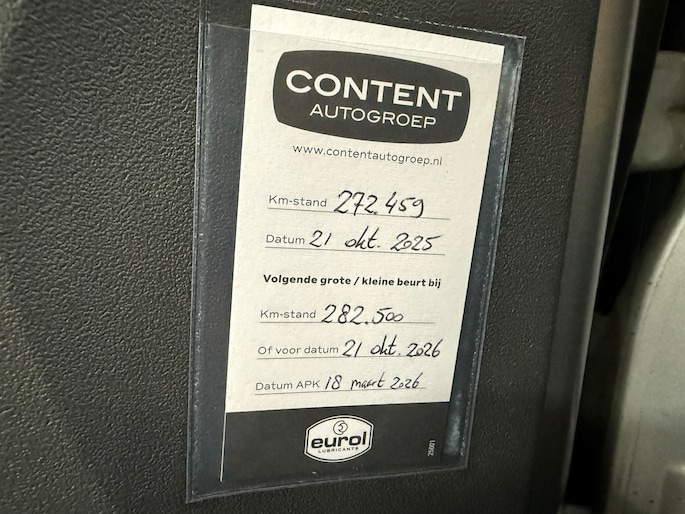 CONTENT
AUTOGROEP
www.contentautogroep.nl
Km-stand 272.459
Datum 21 okt. 2025
Volgende grote / kleine beurt bij
Km-stand 282.500
Of voor datum 21 okt. 2026
Datum APK 18 maart 2026
eurol
LUBRICANTS
25001